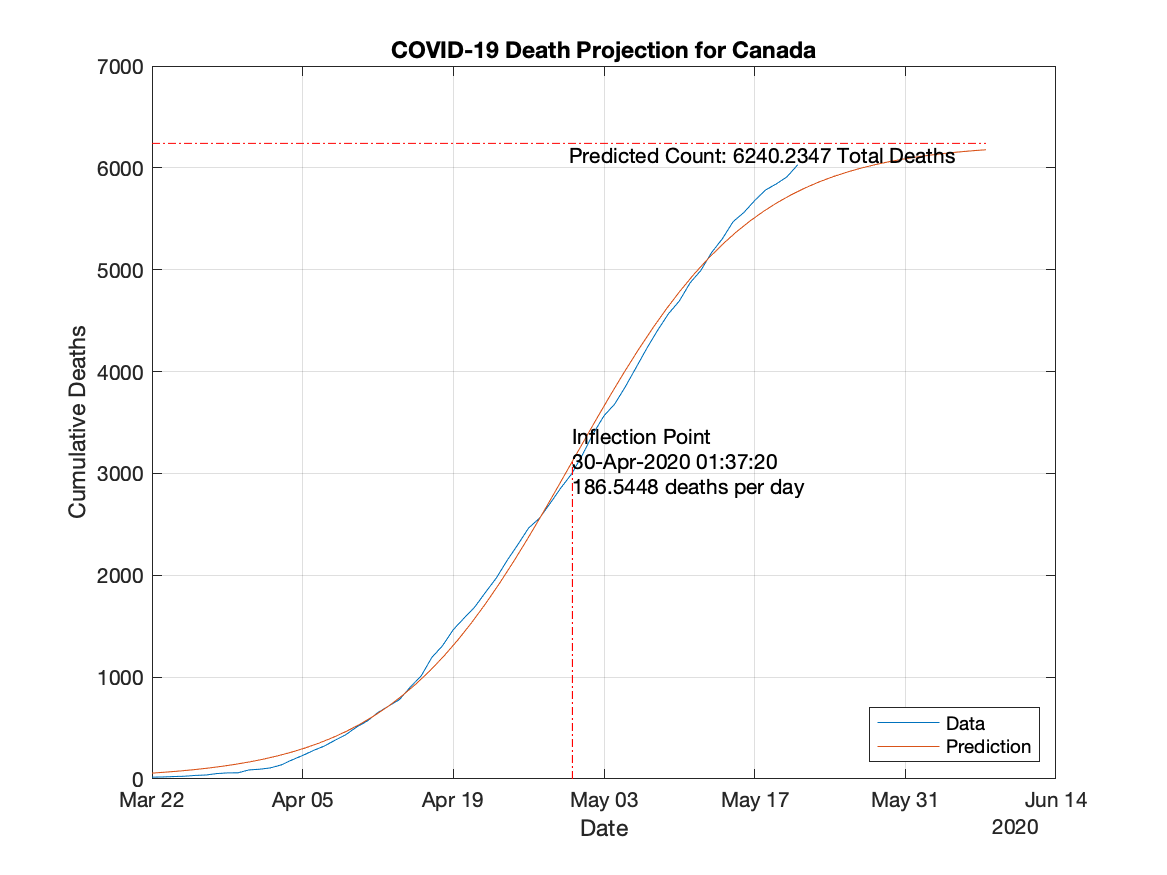 COVID-19 Death Projection for Canada
7000
6000
5000
4000
3000
2000
1000
0
Cumulative Deaths
Predicted Count: 6240.2347 Total Deaths
Inflection Point
30-Apr-2020 01:37:20
186.5448 deaths per day
Data
Prediction
Mar 22 Apr 05 Apr 19 May 03 May 17 May 31 Jun 14
Date
2020